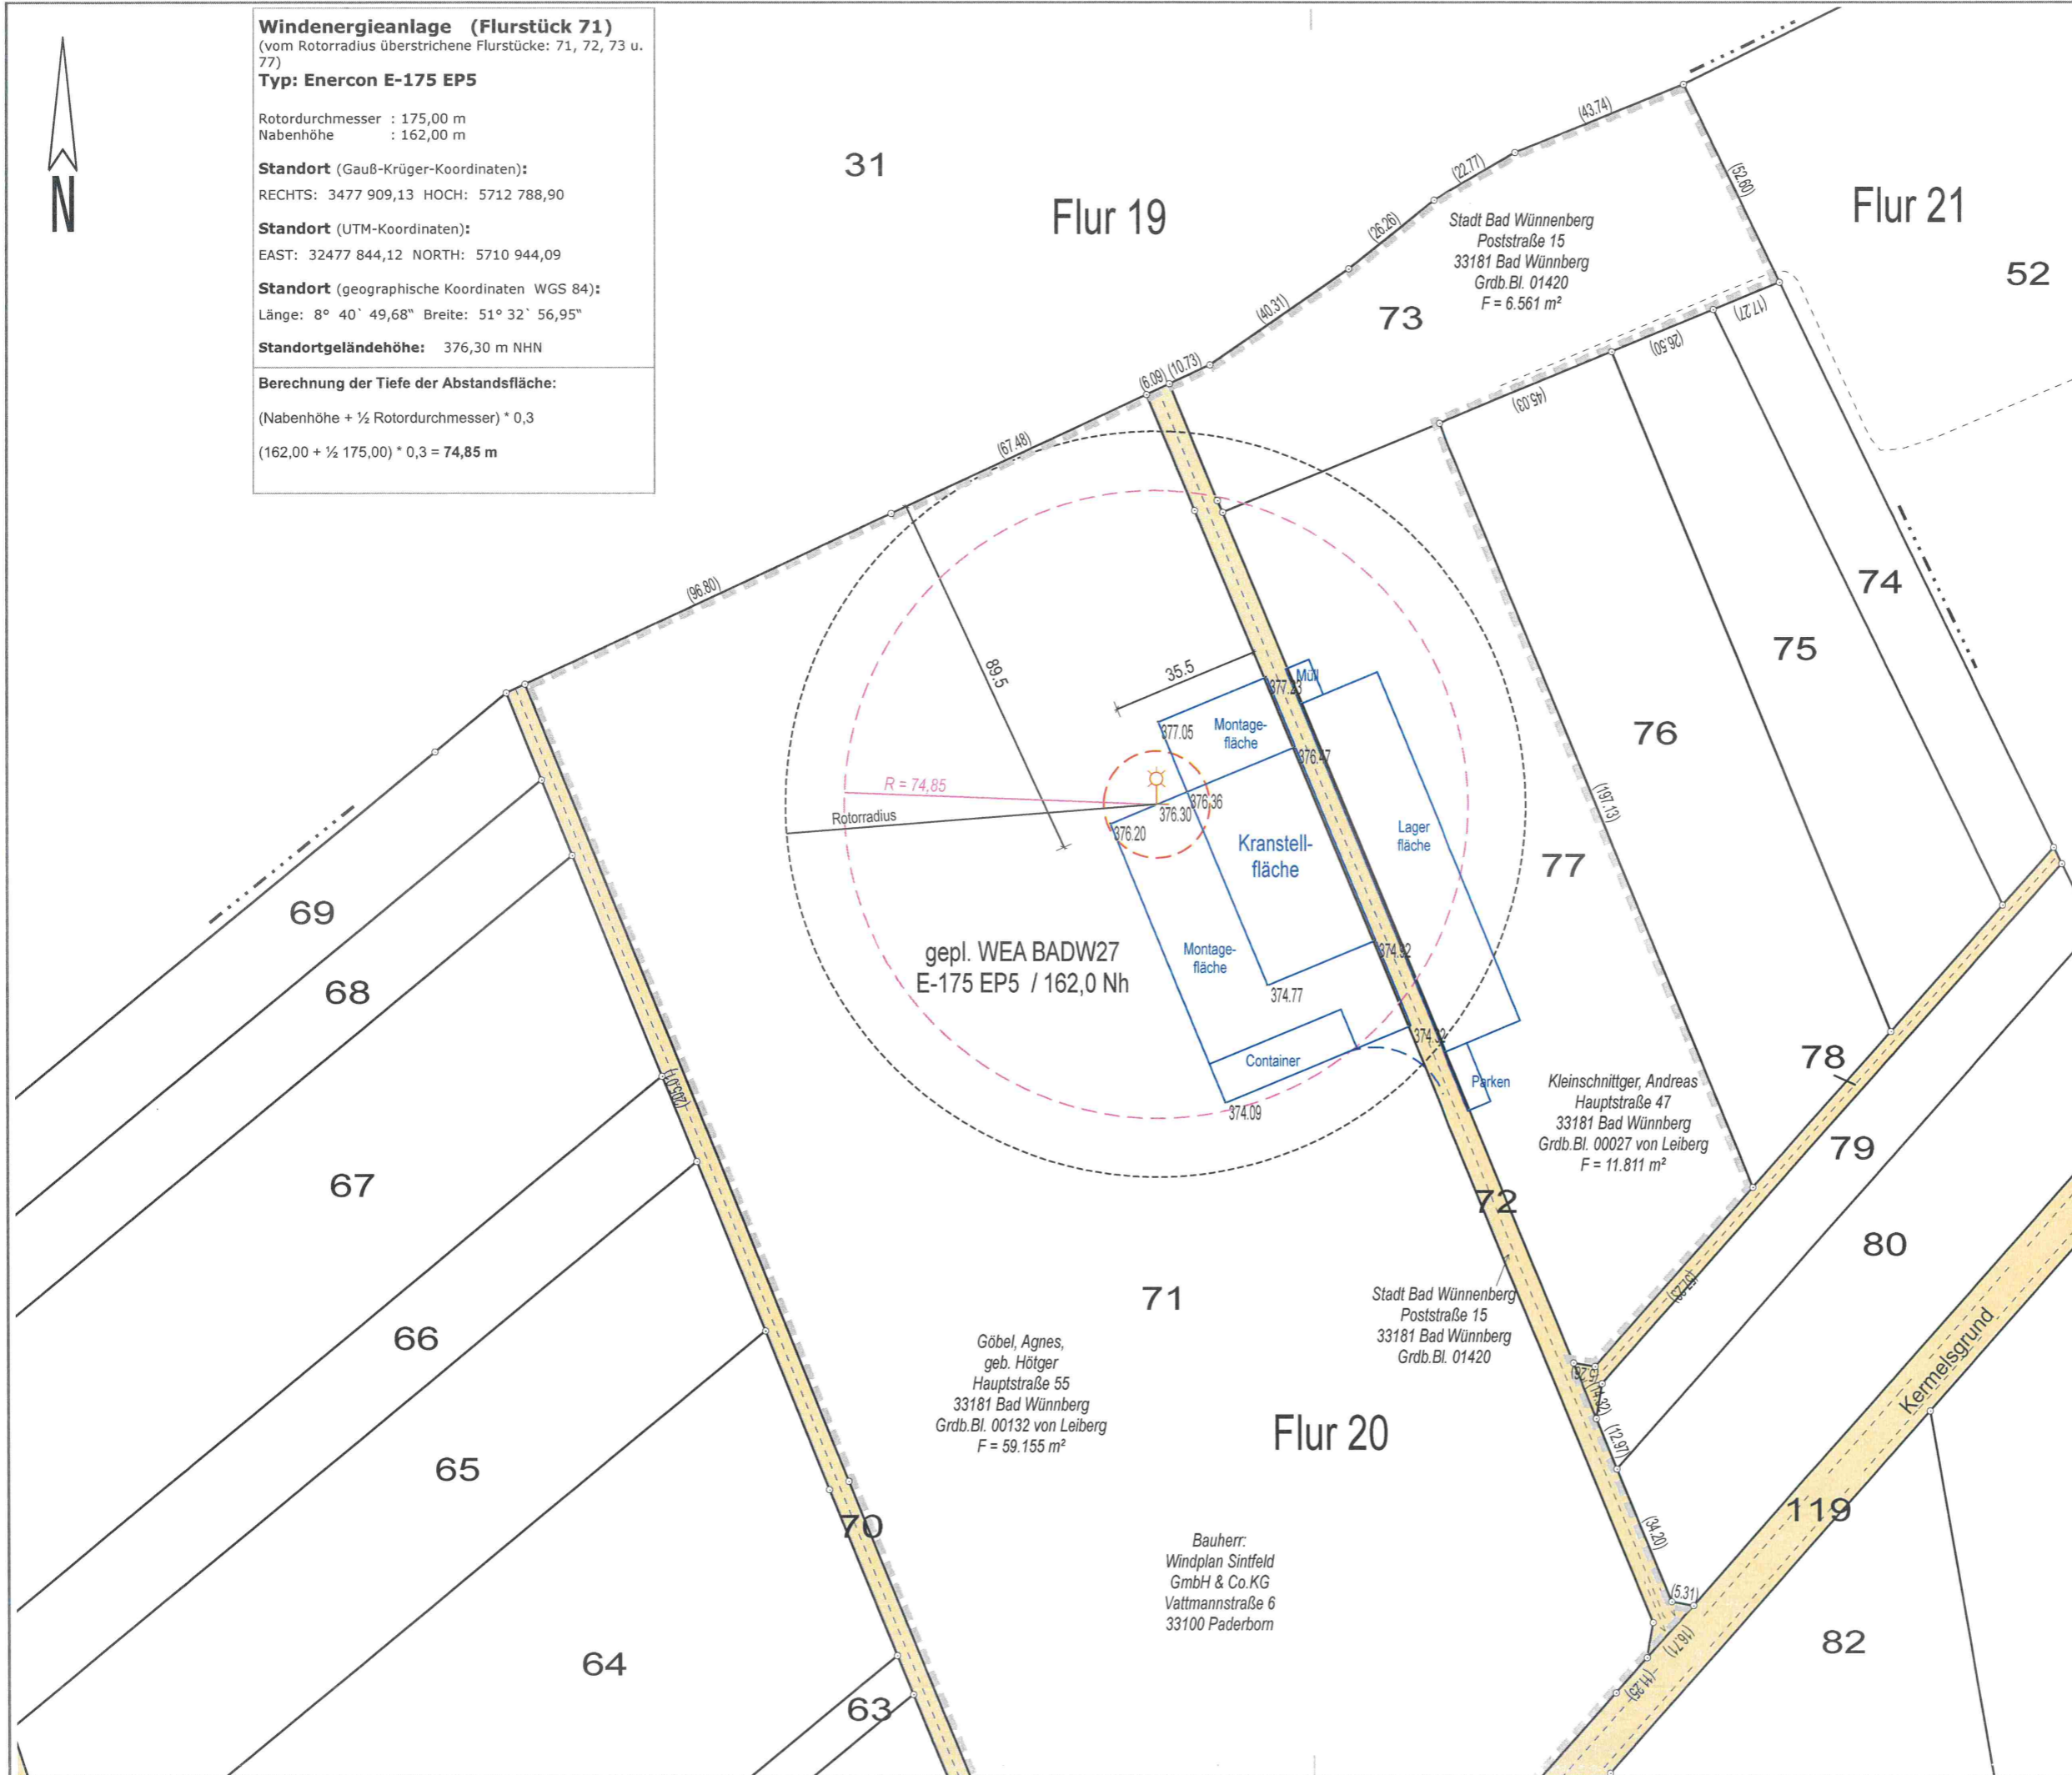 Windenergieanlage (Flurstück 71)
(vom Rotorradius überstrichene Flurstücke: 71, 72, 73 u.
77)
Typ: Enercon E-175 EP5
Rotordurchmesser : 175,00 m
Nabenhöhe : 162,00 m
Standort (Gauß-Krüger-Koordinaten):
RECHTS: 3477 909,13 HOCH: 5712 788,90
Standort (UTM-Koordinaten):
EAST: 32477 844,12 NORTH: 5710 944,09
Standort (geographische Koordinaten WGS 84):
Länge: 8° 40` 49,68" Breite: 51° 32` 56,95"
Standortgeländehöhe: 376,30 m NHN
Berechnung der Tiefe der Abstandsfläche:
(Nabenhöhe + ½ Rotordurchmesser) * 0,3
(162,00 + ½ 175,00) * 0,3 = 74,85 m
N
31
Flur 19
Flur 21
52
(43.74)
(22.77)
(52.60)
(26.26)
Stadt Bad Wünnenberg
Poststraße 15
33181 Bad Wünnberg
Grdb.Bl. 01420
F = 6.561 m²
73
(40.31)
(17.27)
(26.50)
(45.03)
(6.09)
(10.73)
(67.48)
(96.80)
74
75
76
77
89.5
35.5
Müll
377.23
377.05
Montage-
fläche
376.47
R = 74,85
Rotorradius
376.36
376.30
376.20
Kranstell-
fläche
Lager
fläche
(197.13)
69
68
gepl. WEA BADW27
E-175 EP5 / 162,0 Nh
Montage-
fläche
374.92
374.77
374.32
Container
374.09
Parken
78
Kleinschnittger, Andreas
Hauptstraße 47
33181 Bad Wünnberg
Grdb.Bl. 00027 von Leiberg
F = 11.811 m²
79
(205.01)
67
72
80
71
Stadt Bad Wünnenberg
Poststraße 15
33181 Bad Wünnberg
Grdb.Bl. 01420
66
Göbel, Agnes,
geb. Hötger
Hauptstraße 55
33181 Bad Wünnberg
Grdb.Bl. 00132 von Leiberg
F = 59.155 m²
Kermelsgrund
(14.32)
(12.97)
Flur 20
65
70
119
(34.20)
Bauherr:
Windplan Sintfeld
GmbH & Co.KG
Vattmannstraße 6
33100 Paderborn
(5.31)
(16.71)
(11.25)
82
64
63